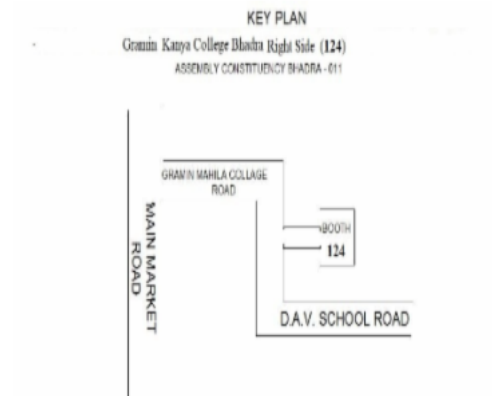 KEY PLAN
Gramin Kanya College Bhadra Right Side (124)
ASSEMBLY CONSTITUENCY BHADRA - 011
GRAMIN MAHILA COLLAGE
ROAD
MAIN MARKET
ROAD
BOOTH
124
D.A.V. SCHOOL ROAD